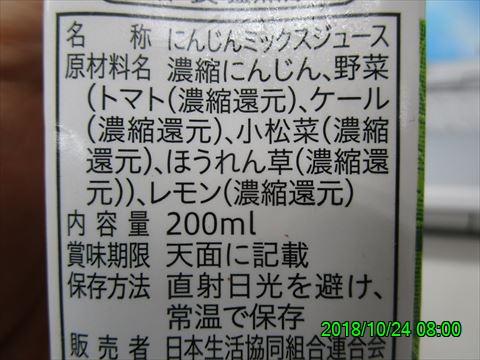 名称 にんじんミックスジュース
原材料名 濃縮にんじん、野菜
(トマト(濃縮還元)、ケール
(濃縮還元)、小松菜(濃縮
還元)、ほうれん草(濃縮還
元))、レモン(濃縮還元)
内容量 200ml
賞味期限 天面に記載
保存方法 直射日光を避け、
常温で保存
販売者 日本生活協同組合連合会
2018/10/24 08:00